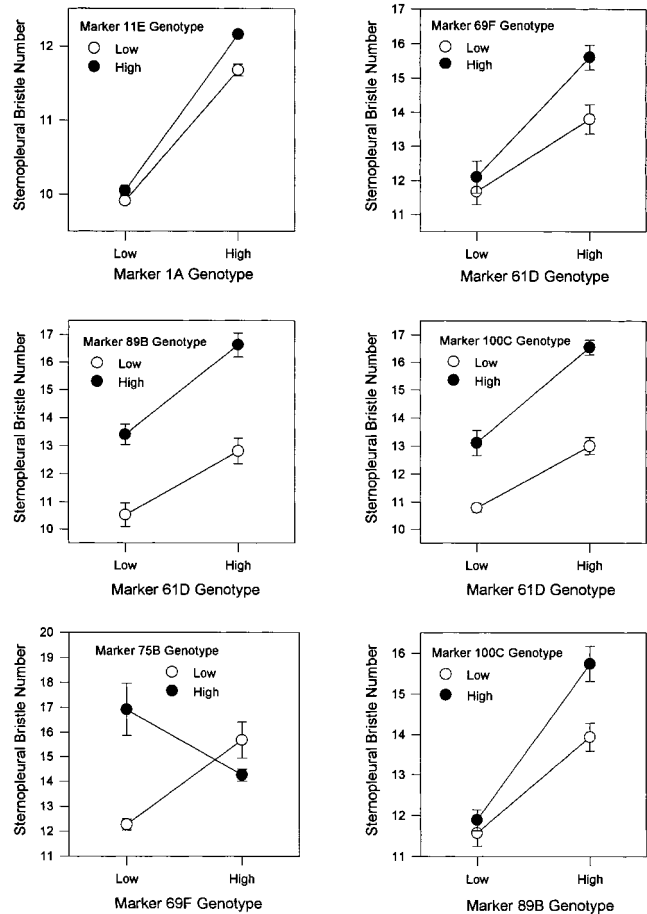 Sternopleural Bristle Number
Marker 11E Genotype
Low
High
12
11
10
Low
High
Marker 1A Genotype
Sternopleural Bristle Number
Marker 69F Genotype
Low
High
17
16
15
14
13
12
11
Low
High
Marker 61D Genotype
Sternopleural Bristle Number
Marker 89B Genotype
Low
High
17
16
15
14
13
12
11
10
Low
High
Marker 61D Genotype
Sternopleural Bristle Number
Marker 100C Genotype
Low
High
17
16
15
14
13
12
11
10
Low
High
Marker 61D Genotype
Sternopleural Bristle Number
Marker 75B Genotype
Low
High
20
19
18
17
16
15
14
13
12
11
Low
High
Marker 69F Genotype
Sternopleural Bristle Number
Marker 100C Genotype
Low
High
16
15
14
13
12
11
Low
High
Marker 89B Genotype